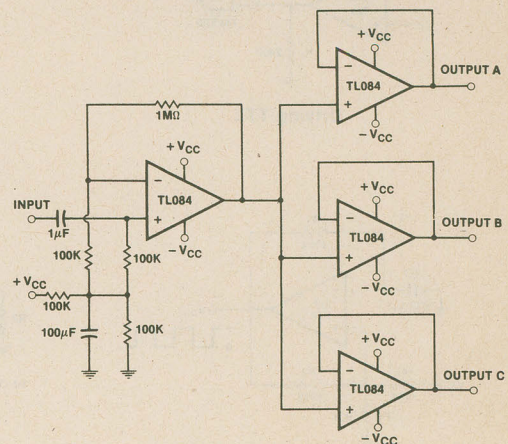 + VCC
OUTPUT A
−
TL084
+
− VCC
1MΩ
+ VCC
−
TL084
+
− VCC
INPUT
1µF
+ VCC
−
TL084
+
− VCC
OUTPUT B
100K
100K
+ VCC
100K
100µF
100K
+ VCC
−
TL084
+
− VCC
OUTPUT C